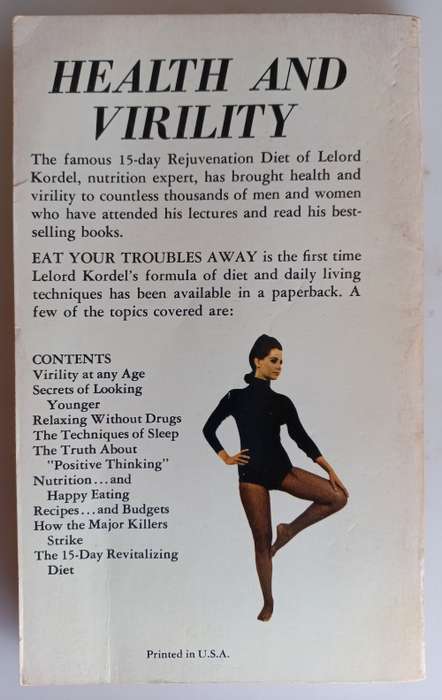 HEALTH AND
VIRILITY
The famous 15-day Rejuvenation Diet of Lelord
Kordel, nutrition expert, has brought health and
virility to countless thousands of men and women
who have attended his lectures and read his best-
selling books.
EAT YOUR TROUBLES AWAY is the first time
Lelord Kordel's formula of diet and daily living
techniques has been available in a paperback. A
few of the topics covered are:
CONTENTS
Virility at any Age
Secrets of Looking
Younger
Relaxing Without Drugs
The Techniques of Sleep
The Truth About
"Positive Thinking"
Nutrition...and
Happy Eating
Recipes...and Budgets
How the Major Killers
Strike
The 15-Day Revitalizing
Diet
Printed in U.S.A.